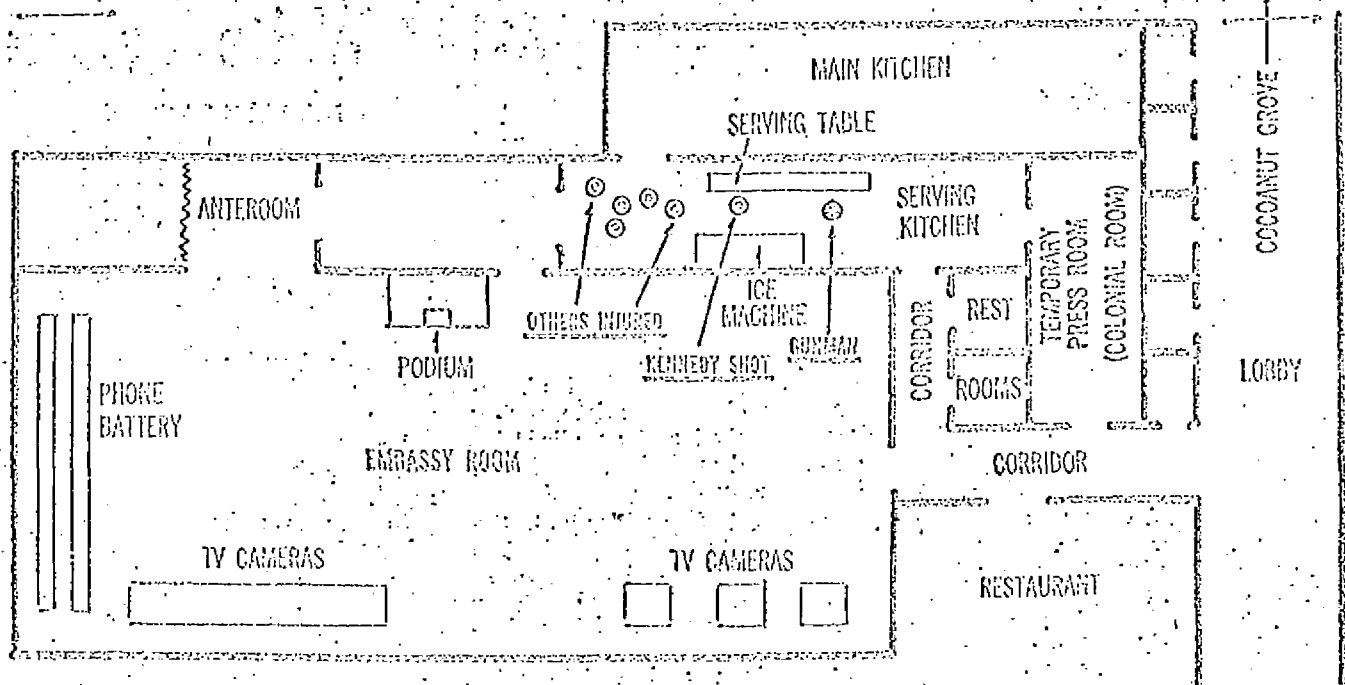 MAIN KITCHEN
SERVING TABLE
ANTEROOM
SERVING
KITCHEN
COCOANUT GROVE
TEMPORARY
PRESS ROOM
(COLONIAL ROOM)
OTHERS INJURED
ICE
MACHINE
KENNEDY SHOT
GUNMAN
CORRIDOR
REST
ROOMS
PODIUM
LOBBY
PHONE
BATTERY
EMBASSY ROOM
CORRIDOR
TV CAMERAS
TV CAMERAS
RESTAURANT